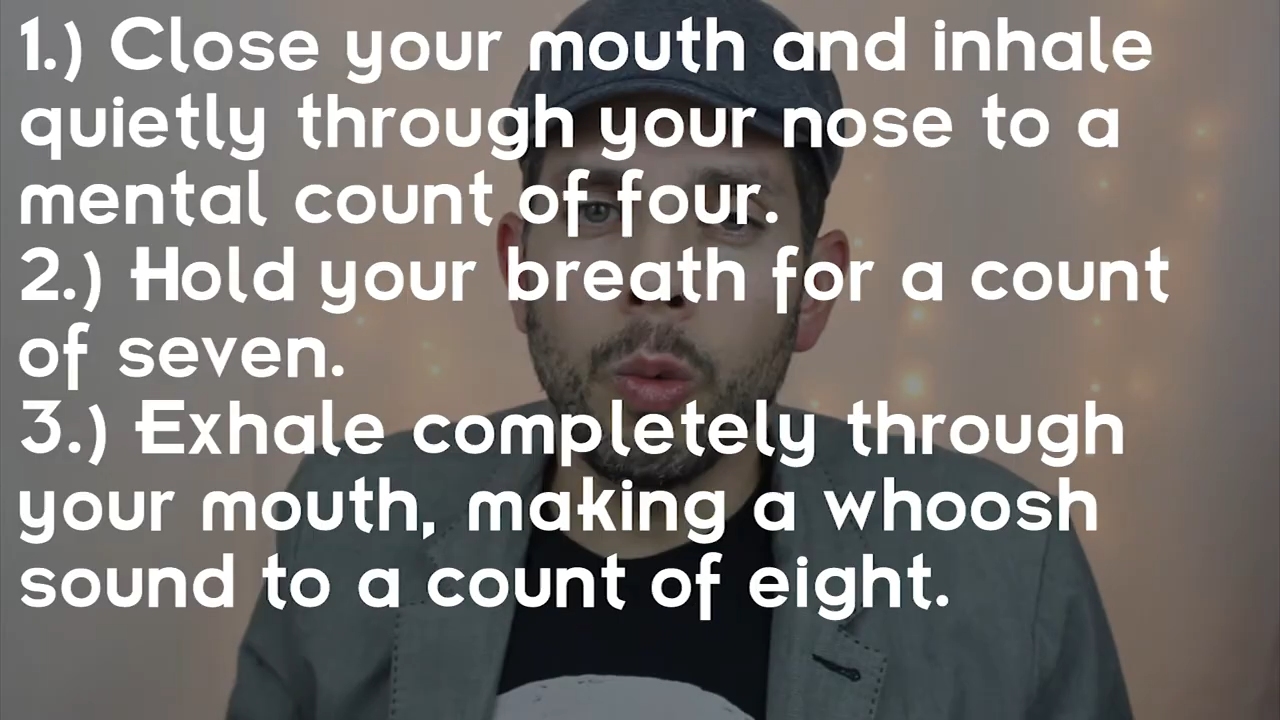 1.) Close your mouth and inhale
quietly through your nose to a
mental count of four.
2.) Hold your breath for a count
of seven.
3.) Exhale completely through
your mouth, making a whoosh
sound to a count of eight.